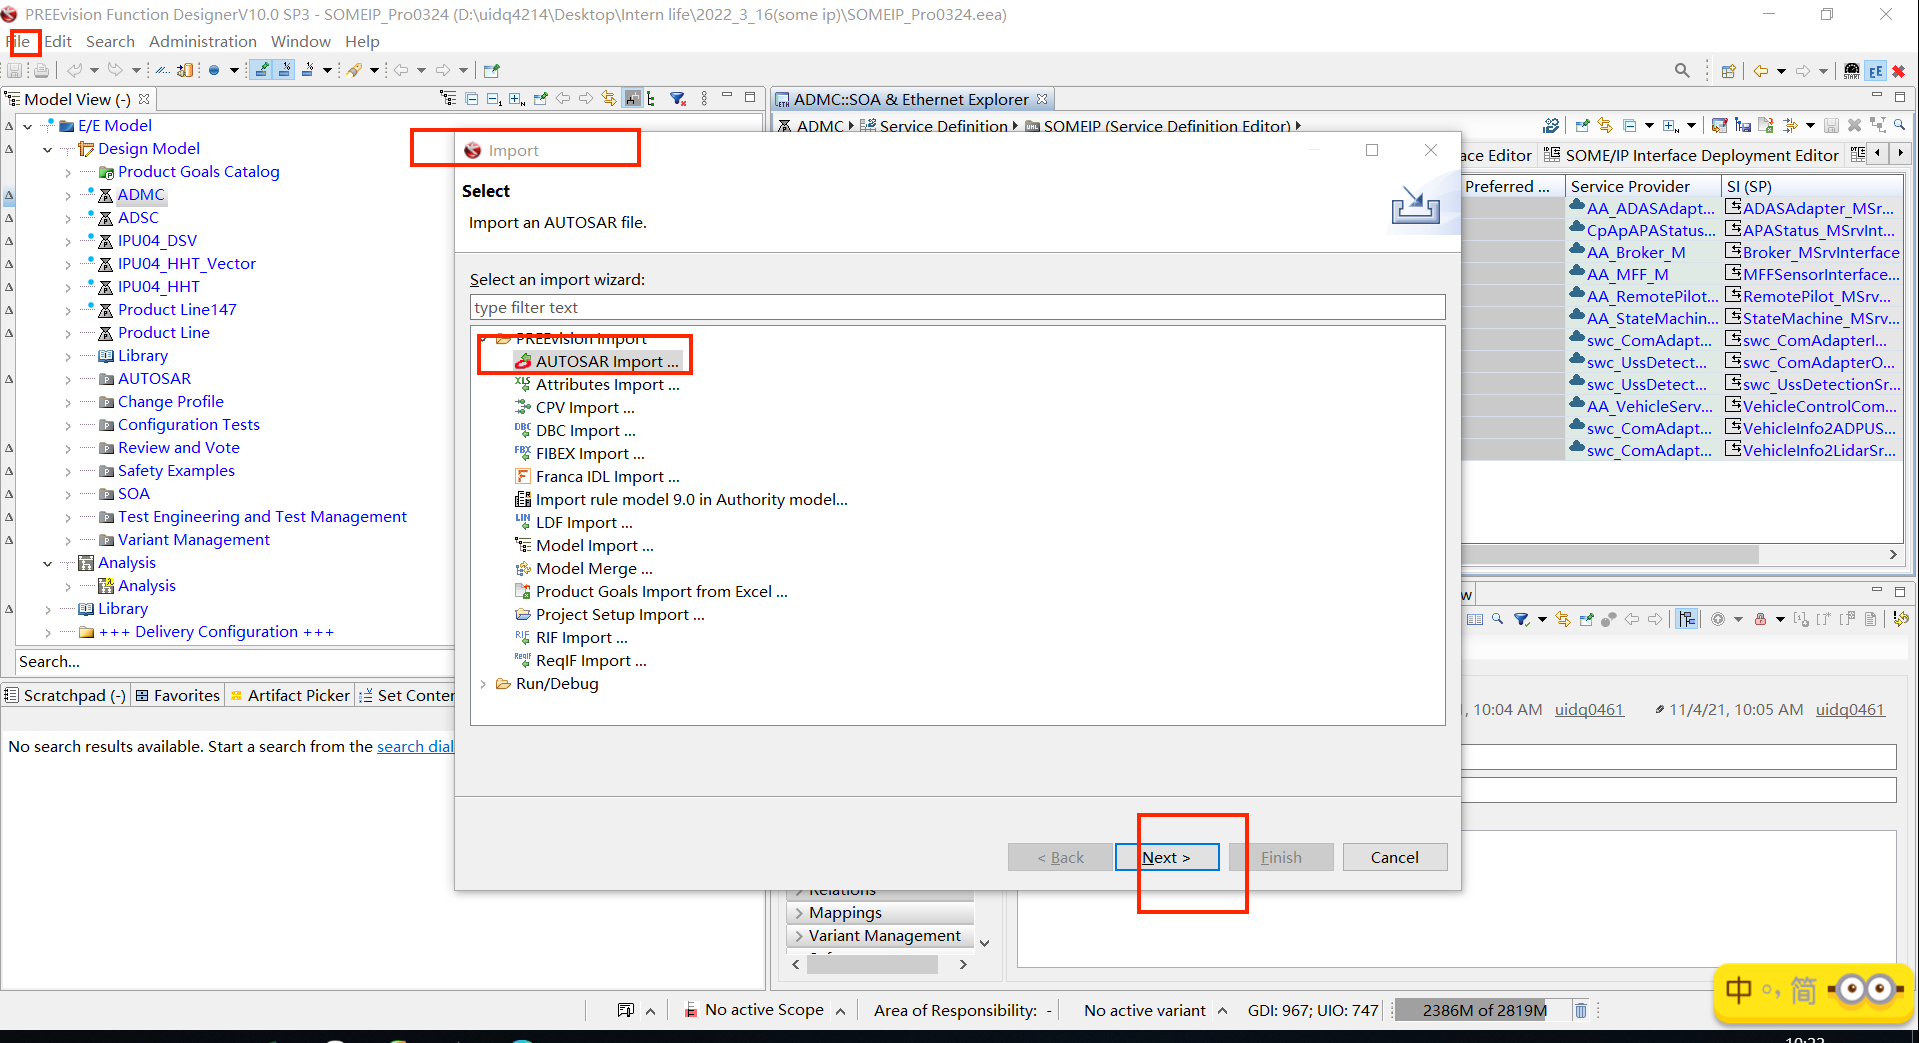 PREEvision Function DesignerV10.0 SP3 - SOMEIP_Pro0324 (D:\uidq4214\Desktop\Intern life\2022_3_16(some ip)\SOMEIP_Pro0324.eea)
File Edit Search Administration Window Help
Model View (-)
E/E Model
Design Model
Product Goals Catalog
ADMC
ADSC
IPU04_DSV
IPU04_HHT_Vector
IPU04_HHT
Product Line147
Product Line
Library
AUTOSAR
Change Profile
Configuration Tests
Review and Vote
Safety Examples
SOA
Test Engineering and Test Management
Variant Management
Analysis
Analysis
Library
+++ Delivery Configuration +++
Search...
Scratchpad (-) Favorites Artifact Picker Set Conter
No search results available. Start a search from the search dial
ADMC::SOA & Ethernet Explorer
ADMC Service Definition SOMEIP (Service Definition Editor)
ace Editor SOME/IP Interface Deployment Editor
Preferred ... Service Provider SI (SP)
AA_ADASAdapt... ADASAdapter_MSr...
CpApAPAStatus... APAStatus_MSrvInt...
AA_Broker_M Broker_MSrvInterface
AA_MFF_M MFFSensorInterface...
AA_RemotePilot... RemotePilot_MSrv...
AA_StateMachin... StateMachine_MSrv...
swc_ComAdapt... swc_ComAdapterI...
swc_UssDetect... swc_ComAdapterO...
swc_UssDetect... swc_UssDetectionSr...
AA_VehicleServ... VehicleControlCom...
swc_ComAdapt... VehicleInfo2ADPUS...
swc_ComAdapt... VehicleInfo2LidarSr...
Import
Select
Import an AUTOSAR file.
Select an import wizard:
type filter text
PREEvision Import
AUTOSAR Import ...
Attributes Import ...
CPV Import ...
DBC Import ...
FIBEX Import ...
Franca IDL Import ...
Import rule model 9.0 in Authority model...
LDF Import ...
Model Import ...
Model Merge ...
Product Goals Import from Excel ...
Project Setup Import ...
RIF Import ...
ReqIF Import ...
Run/Debug
< Back Next > Finish Cancel
, 10:04 AM uidq0461 11/4/21, 10:05 AM uidq0461
Relations
Mappings
Variant Management
No active Scope Area of Responsibility: - No active variant GDI: 967; UIO: 747 2386M of 2819M
中 °, 简